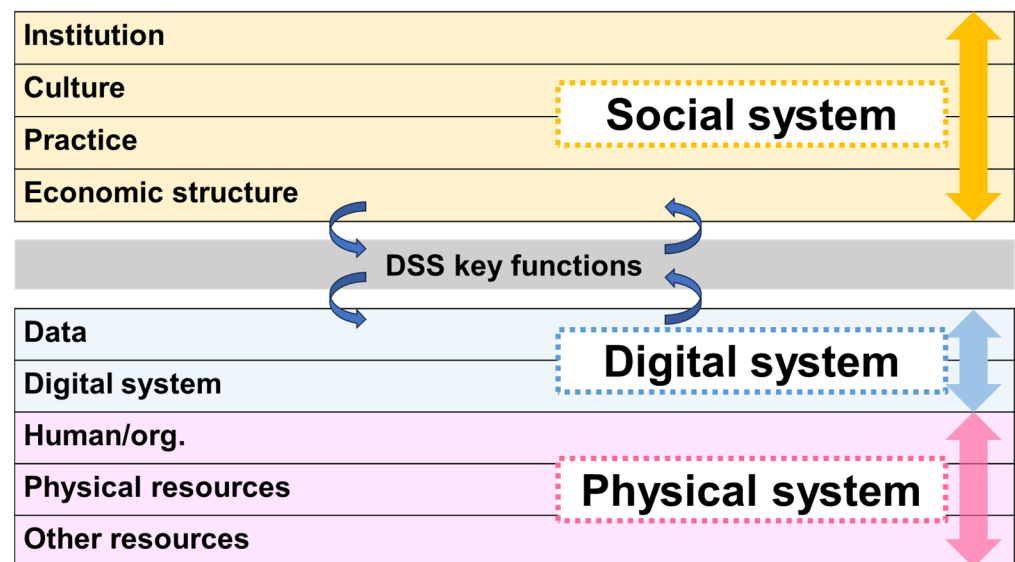 Institution
Culture
Social system
Practice
Economic structure
DSS key functions
Data
Digital system
Digital system
Human/org.
Physical resources
Physical system
Other resources